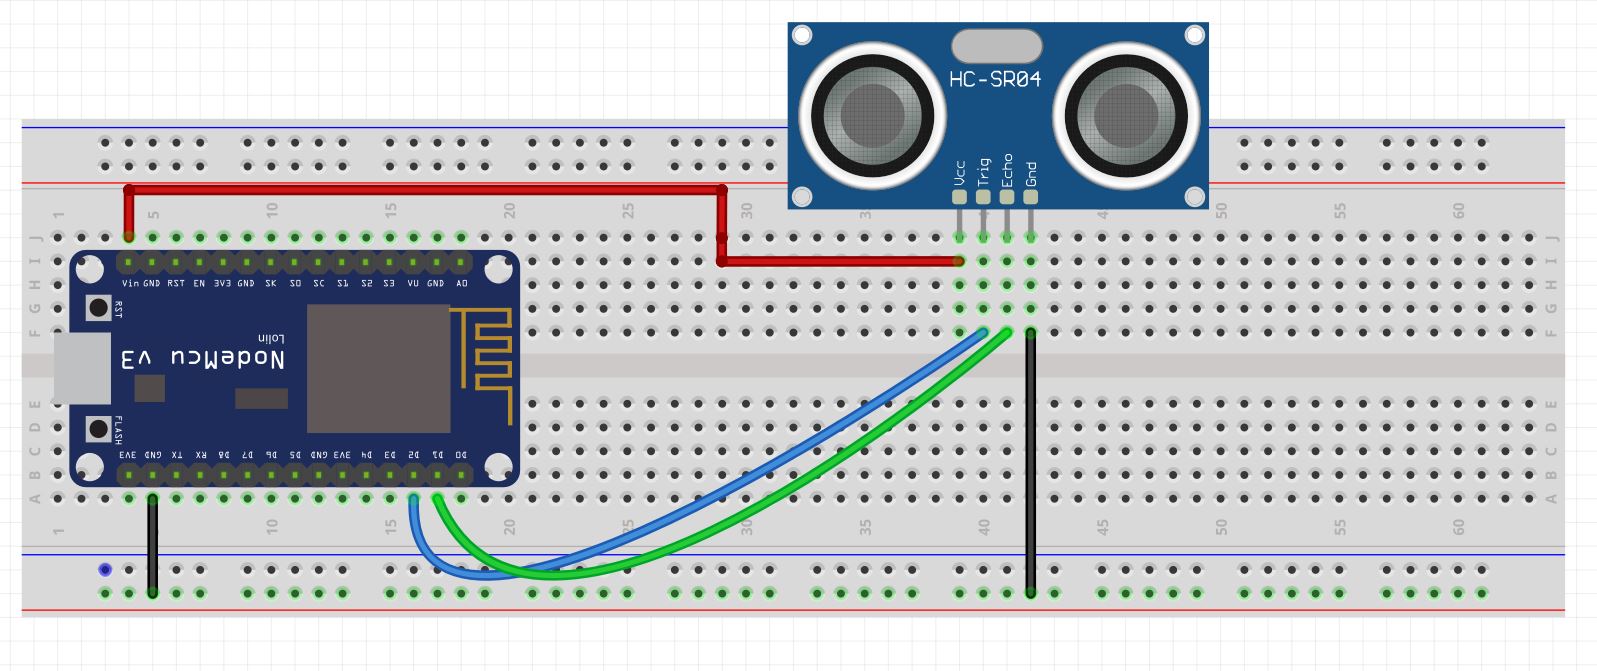 HC-SR04
Vcc Trig Echo Gnd
1 5 10 15 20 25 30 3 4 4 50 55 60
J J
I I
H H
G G
F F
Vin GND RST EN 3V3 GND SK SO SC S1 S2 S3 VU GND AO
RST
Lolin
NodeMcu v3
FLASH
3V3 GND TX RX D8 D7 D6 D5 GND 3V3 D4 D3 D2 D1 D0
E E
D D
C C
B B
A A
1 5 10 15 20 25 30 35 40 45 50 55 60